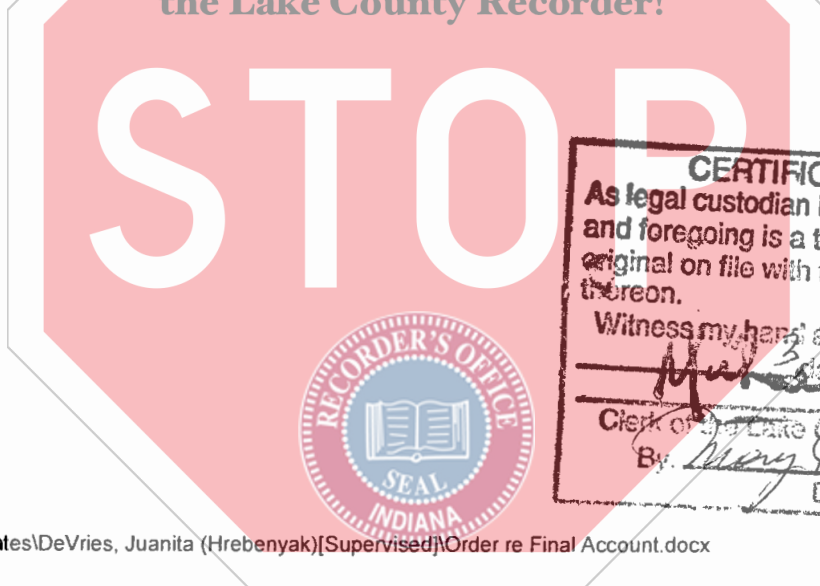 the Lake County Recorder!
STOP
CERTIFIC
As legal custodian
and foregoing is a t
original on file with
thereon.
Witness my hand a
Clerk of the Lake
By: Mary
RECORDER'S OFFICE
SEAL
INDIANA
ates\DeVries, Juanita (Hrebenyak)[Supervised]\Order re Final Account.docx